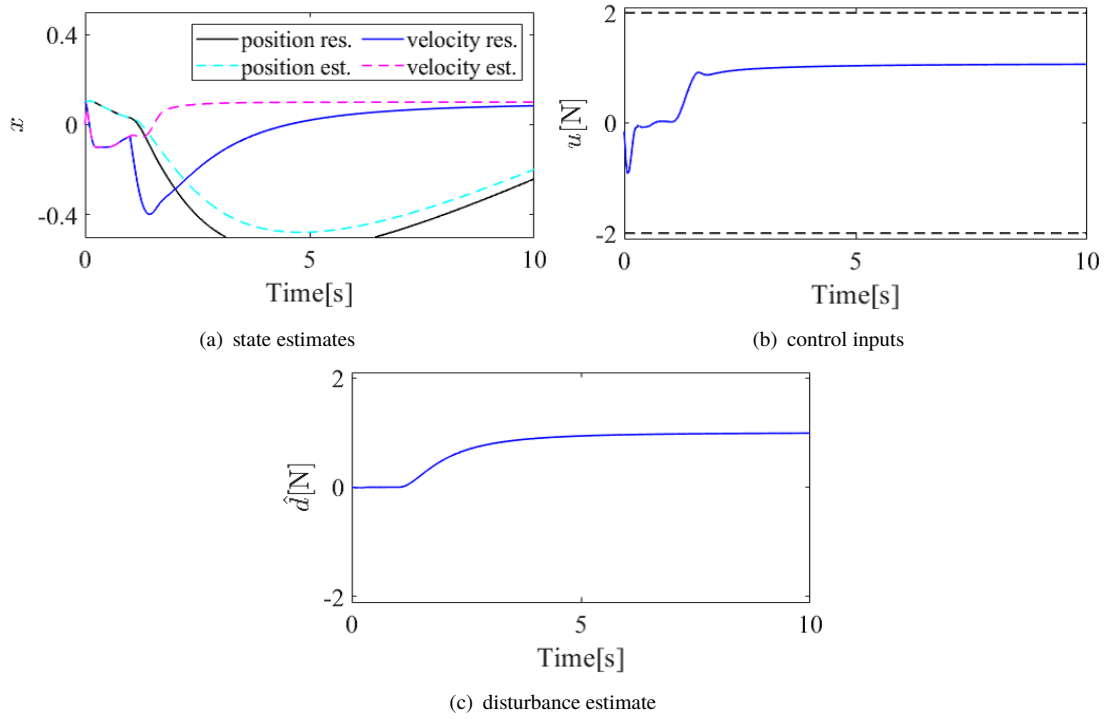 0.4
0
-0.4
x
position res.
velocity res.
position est.
velocity est.
0
5
10
Time[s]
(a) state estimates
2
0
-2
u[N]
0
5
10
Time[s]
(b) control inputs
2
0
-2
d̂[N]
0
5
10
Time[s]
(c) disturbance estimate